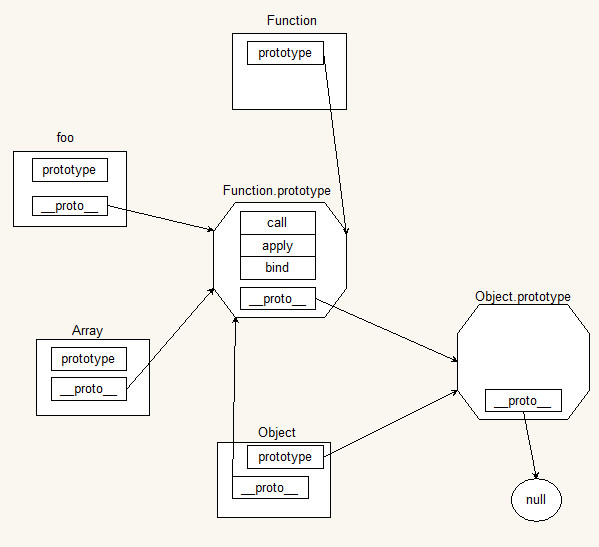 Function
prototype
foo
prototype
__proto__
Function.prototype
call
apply
bind
__proto__
Object.prototype
__proto__
Array
prototype
__proto__
Object
prototype
__proto__
null